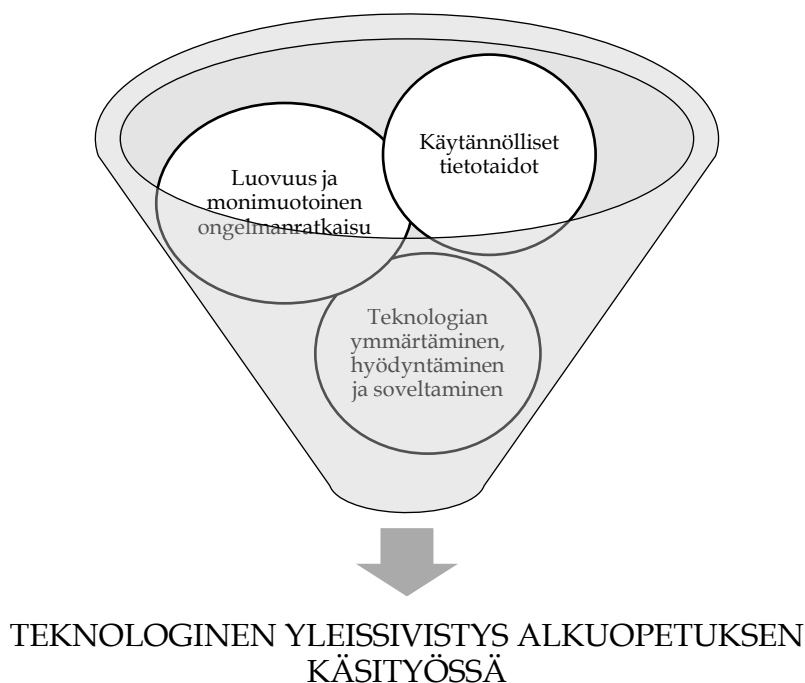 Käytännölliset
tietotaidot
Luovuus ja
monimuotoinen
ongelmanratkaisu
Teknologian
ymmärtäminen,
hyödyntäminen
ja soveltaminen
TEKNOLOGINEN YLEISSIVISTYS ALKUOPETUKSEN
KÄSITYÖSSÄ